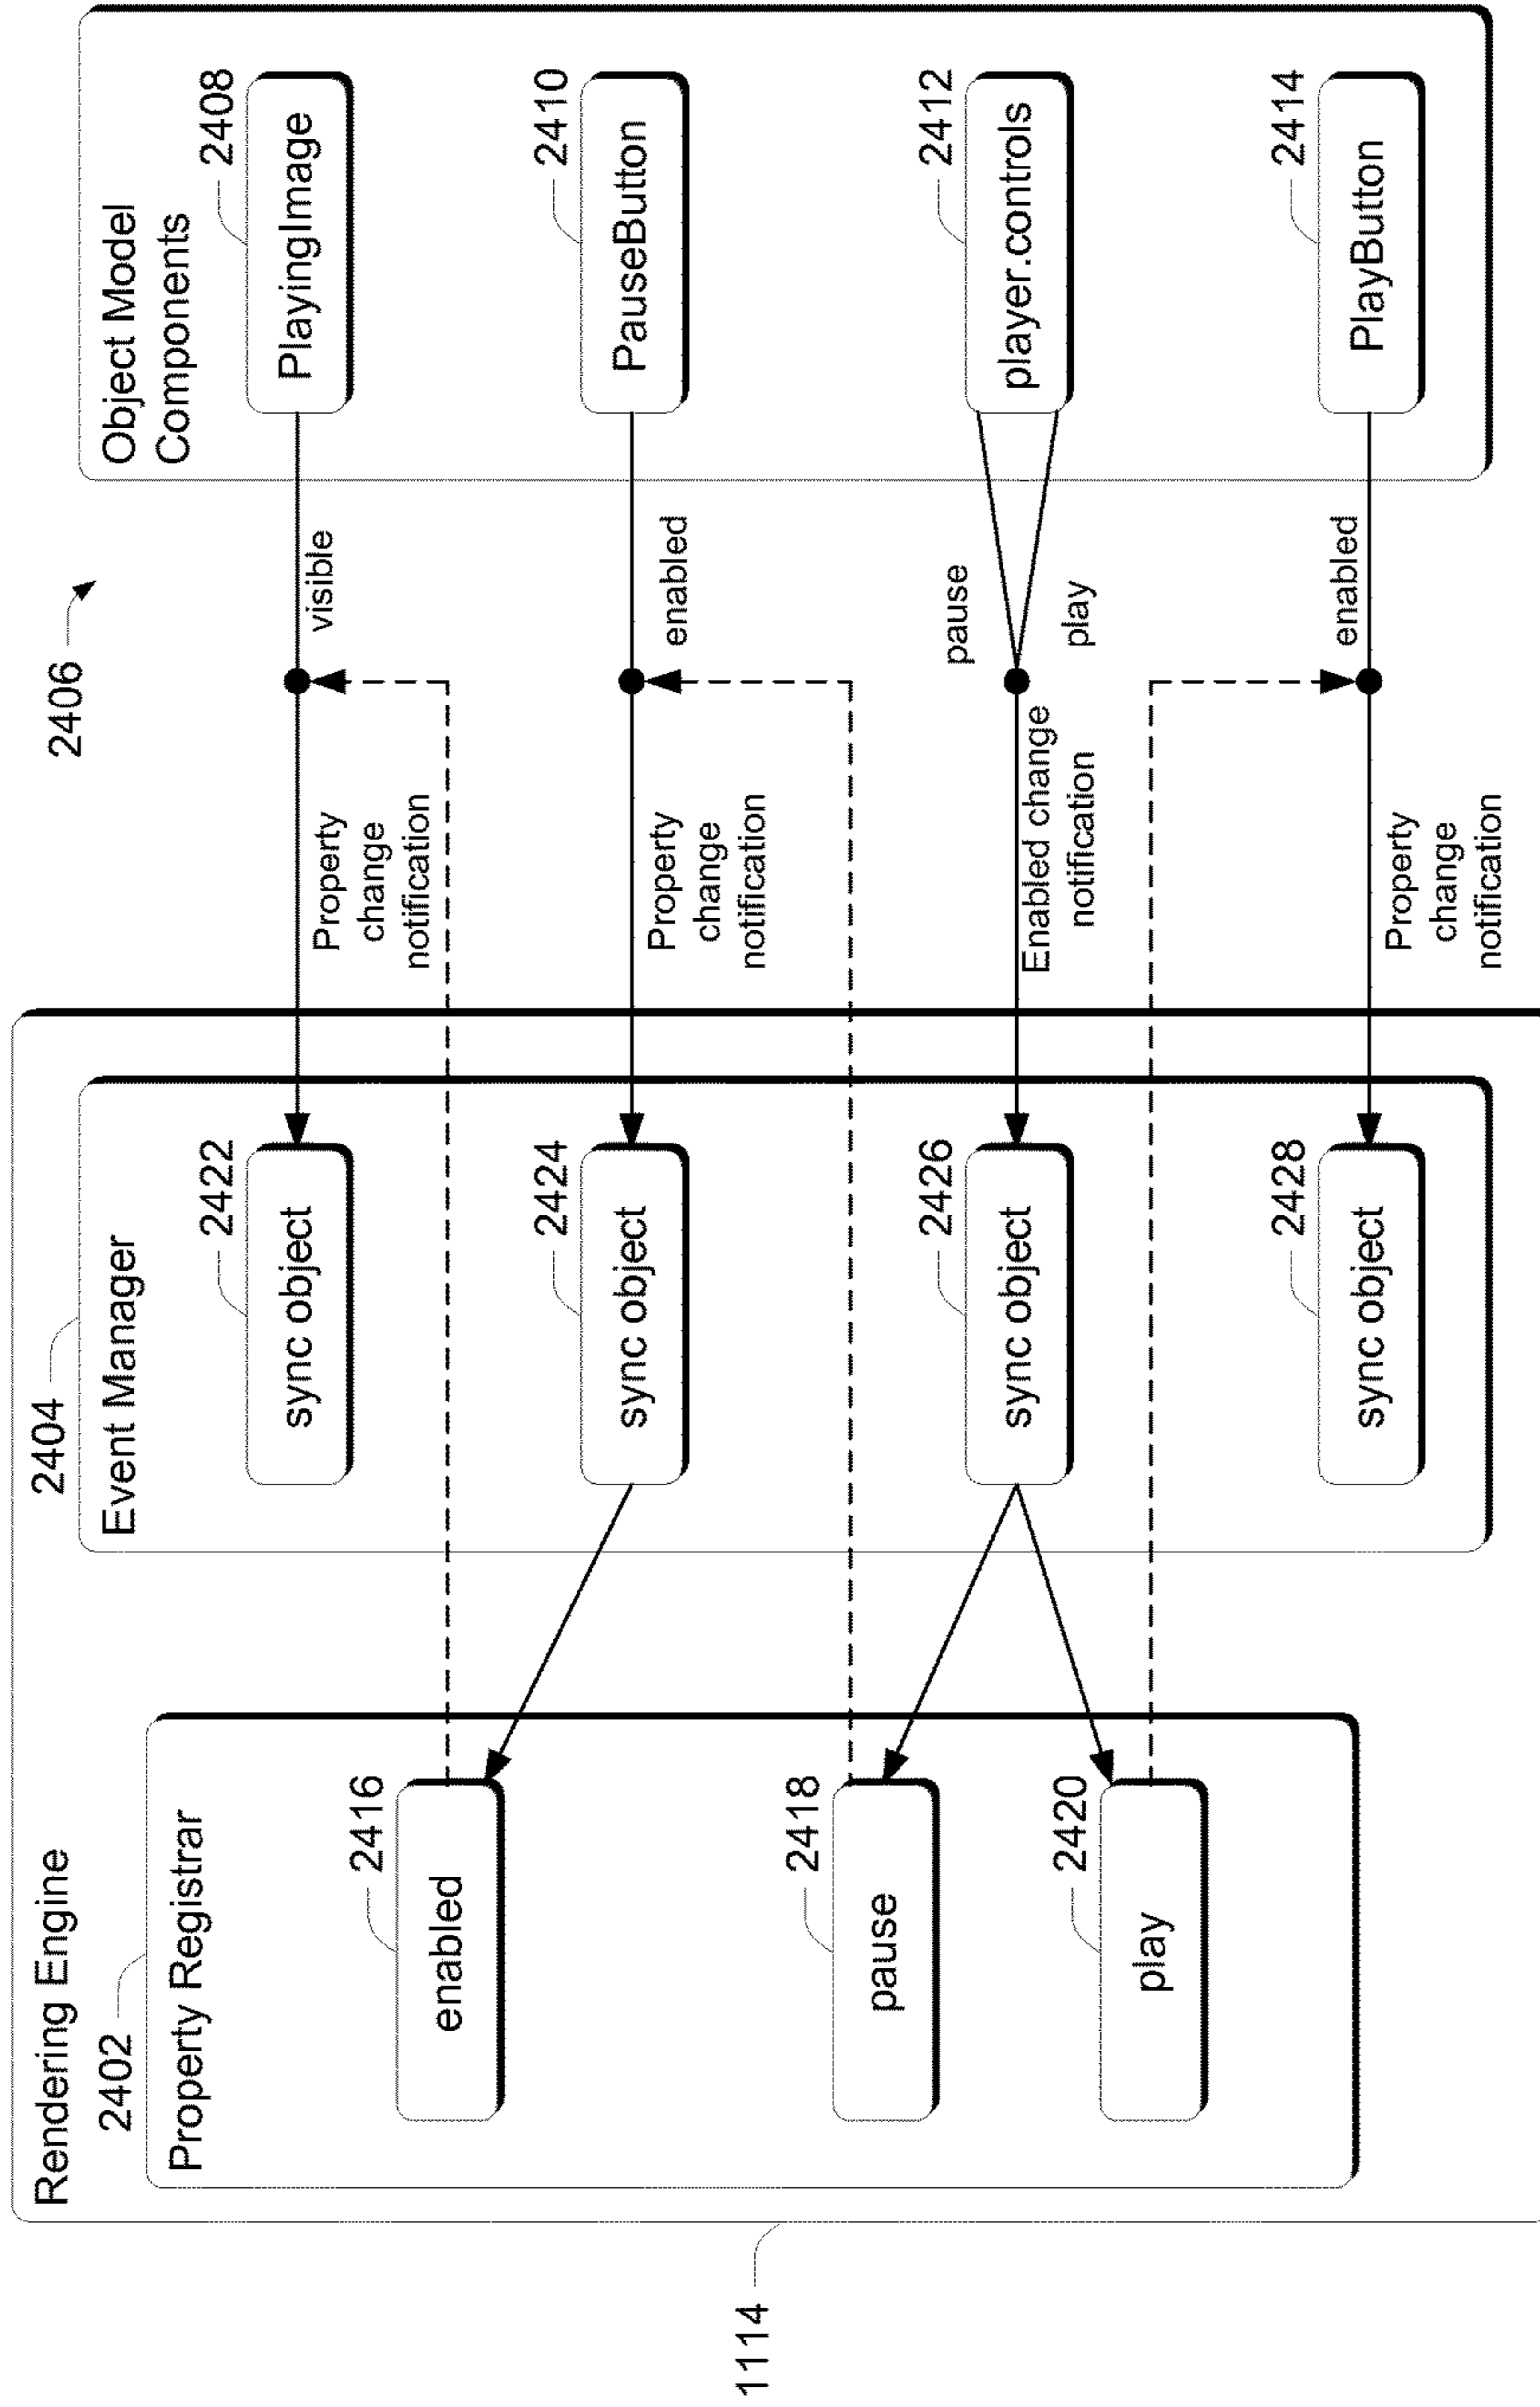 1114
Rendering Engine
2402
Property Registrar
2416
enabled
2418
pause
2420
play
2404
Event Manager
2422
sync object
2424
sync object
2426
sync object
2428
sync object
2406
visible
Property
change
notification
enabled
Property
change
notification
pause
play
Enabled change
notification
enabled
Property
change
notification
Object Model
Components
2408
PlayingImage
2410
PauseButton
2412
player.controls
2414
PlayButton